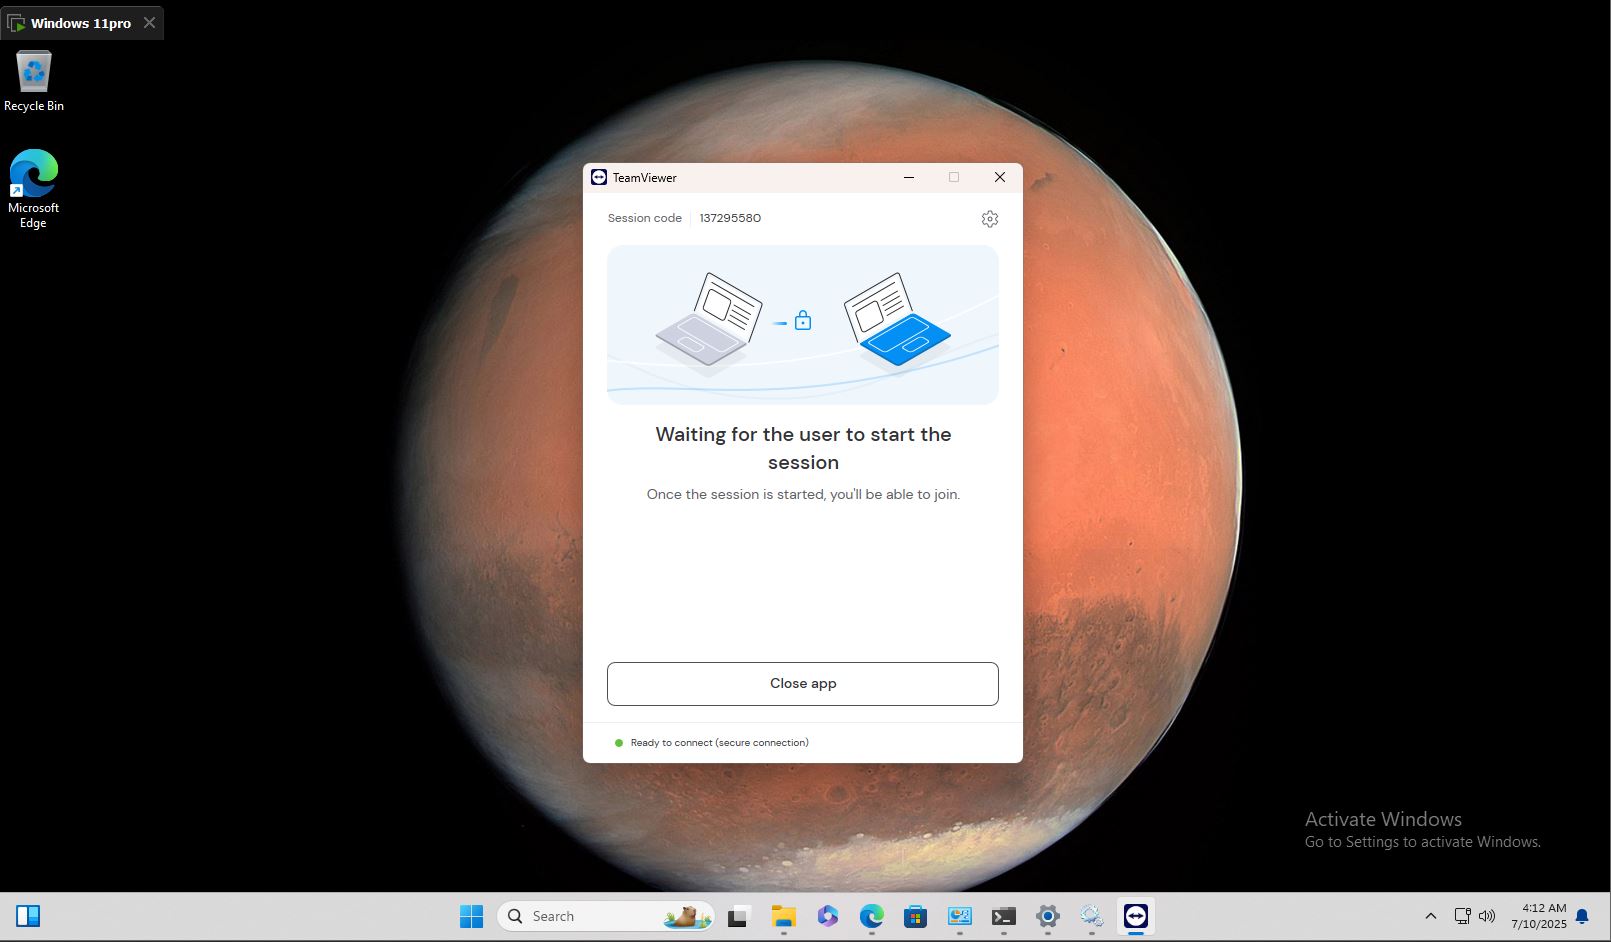 Windows 11pro
Recycle Bin
Microsoft
Edge
TeamViewer
Session code 137295580
Waiting for the user to start the
session
Once the session is started, you'll be able to join.
Close app
Ready to connect (secure connection)
Activate Windows
Go to Settings to activate Windows.
Search
4:12 AM
7/10/2025